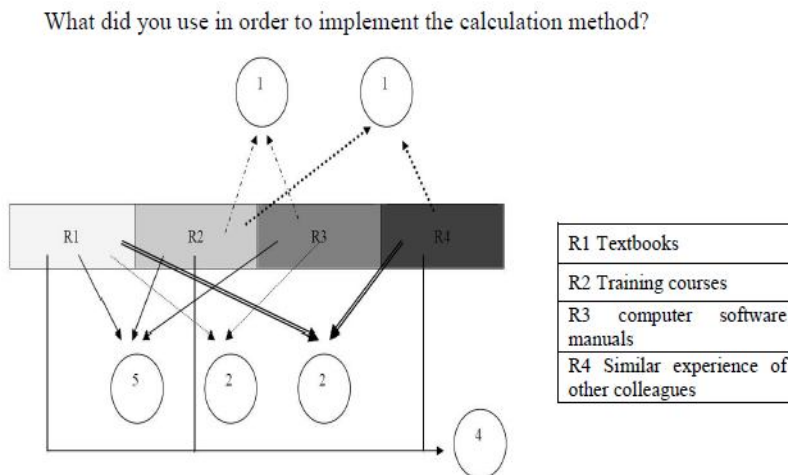 What did you use in order to implement the calculation method?
1 1
R1 R2 R3 R4
R1 Textbooks
R2 Training courses
R3 computer software
manuals
R4 Similar experience of
other colleagues
5 2 2
4